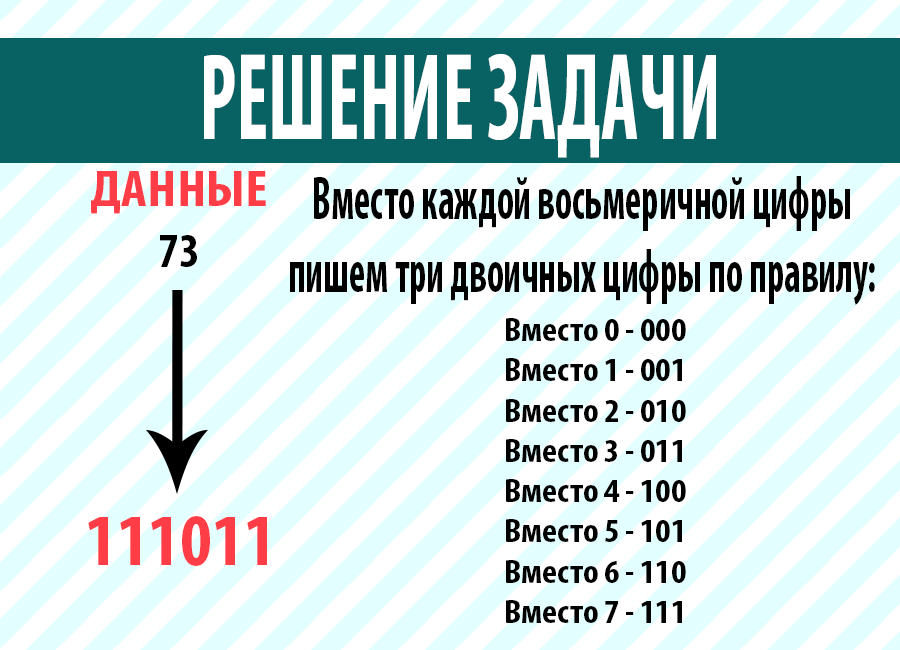 РЕШЕНИЕ ЗАДАЧИ
ДАННЫЕ
73
111011
Вместо каждой восьмеричной цифры
пишем три двоичных цифры по правилу:
Вместо 0 - 000
Вместо 1 - 001
Вместо 2 - 010
Вместо 3 - 011
Вместо 4 - 100
Вместо 5 - 101
Вместо 6 - 110
Вместо 7 - 111